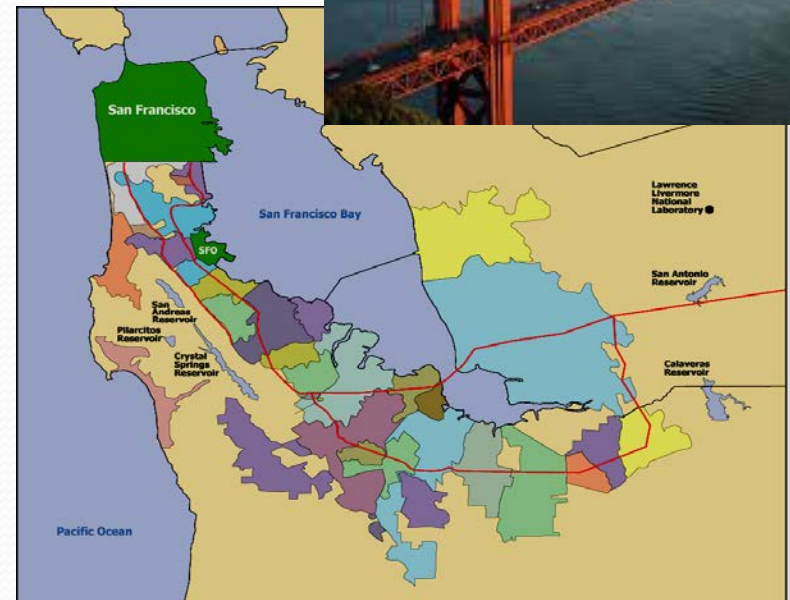 San Francisco
San Francisco Bay
Lawrence
Livermore
National
Laboratory
SFO
San Antonio
Reservoir
San
Andreas
Reservoir
Pilarcitos
Reservoir
Crystal
Springs
Reservoir
Calaveras
Reservoir
Pacific Ocean